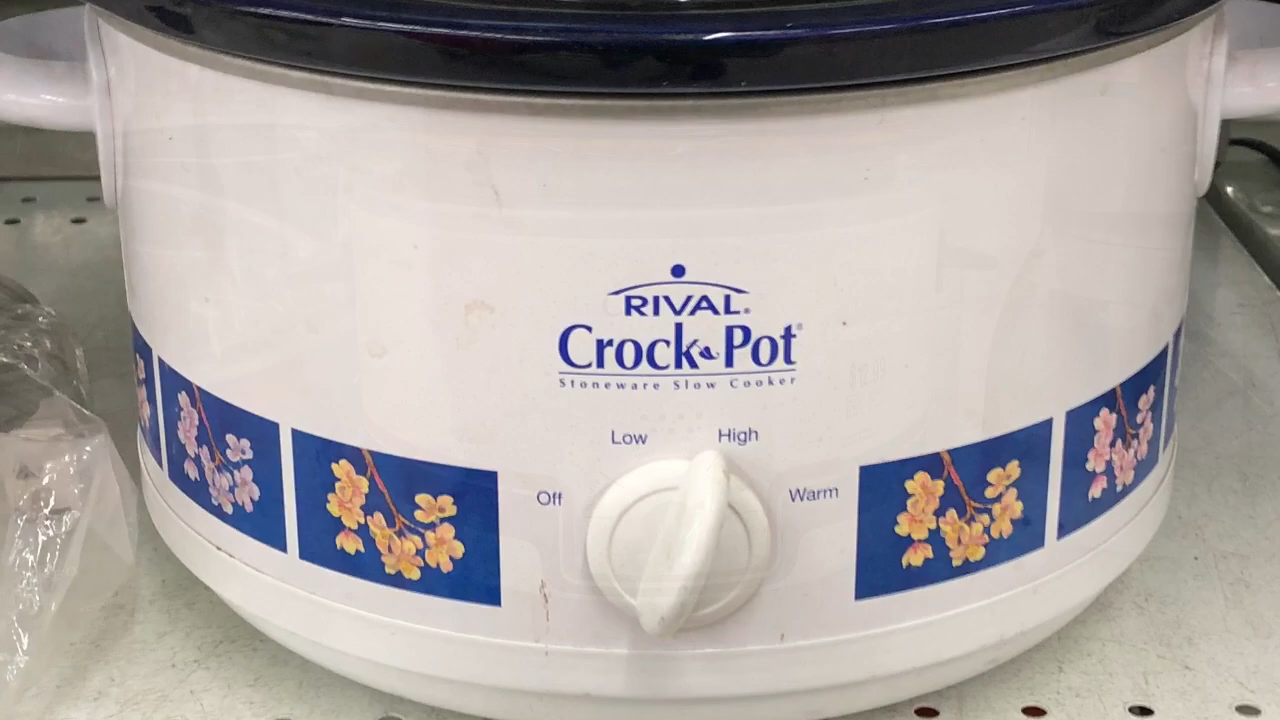 RIVAL®
Crock Pot®
Stoneware Slow Cooker
Low
High
Off
Warm